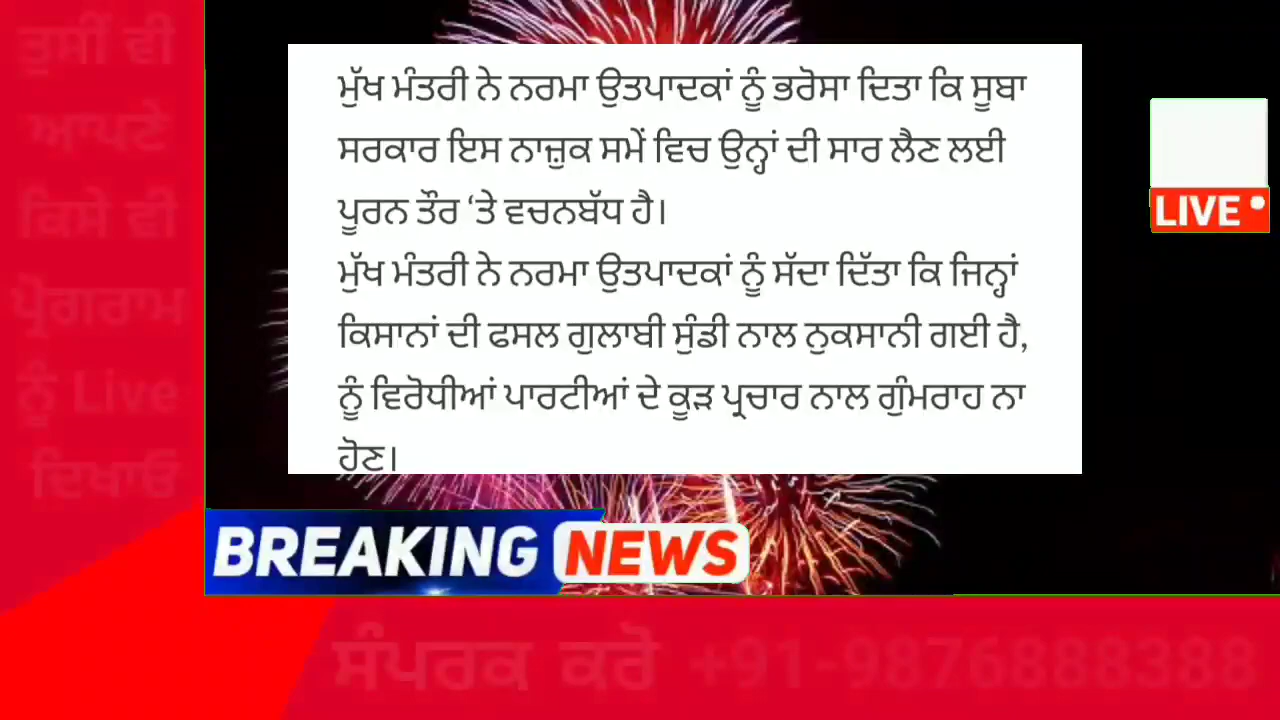 ਤੁਸੀਂ ਵੀ
ਆਪਣੇ
ਕਿਸੇ ਵੀ
ਪ੍ਰੋਗਰਾਮ
ਨੂੰ Live
ਦਿਖਾਓ
ਮੁੱਖ ਮੰਤਰੀ ਨੇ ਨਰਮਾ ਉਤਪਾਦਕਾਂ ਨੂੰ ਭਰੋਸਾ ਦਿਤਾ ਕਿ ਸੂਬਾ
ਸਰਕਾਰ ਇਸ ਨਾਜ਼ੁਕ ਸਮੇਂ ਵਿਚ ਉਨ੍ਹਾਂ ਦੀ ਸਾਰ ਲੈਣ ਲਈ
ਪੂਰਨ ਤੌਰ ‘ਤੇ ਵਚਨਬੱਧ ਹੈ।
ਮੁੱਖ ਮੰਤਰੀ ਨੇ ਨਰਮਾ ਉਤਪਾਦਕਾਂ ਨੂੰ ਸੱਦਾ ਦਿੱਤਾ ਕਿ ਜਿਨ੍ਹਾਂ
ਕਿਸਾਨਾਂ ਦੀ ਫਸਲ ਗੁਲਾਬੀ ਸੁੰਡੀ ਨਾਲ ਨੁਕਸਾਨੀ ਗਈ ਹੈ,
ਨੂੰ ਵਿਰੋਧੀਆਂ ਪਾਰਟੀਆਂ ਦੇ ਕੂੜ ਪ੍ਰਚਾਰ ਨਾਲ ਗੁੰਮਰਾਹ ਨਾ
ਹੋਣ।
LIVE
BREAKING NEWS
ਸੰਪਰਕ ਕਰੋ +91-9876888388